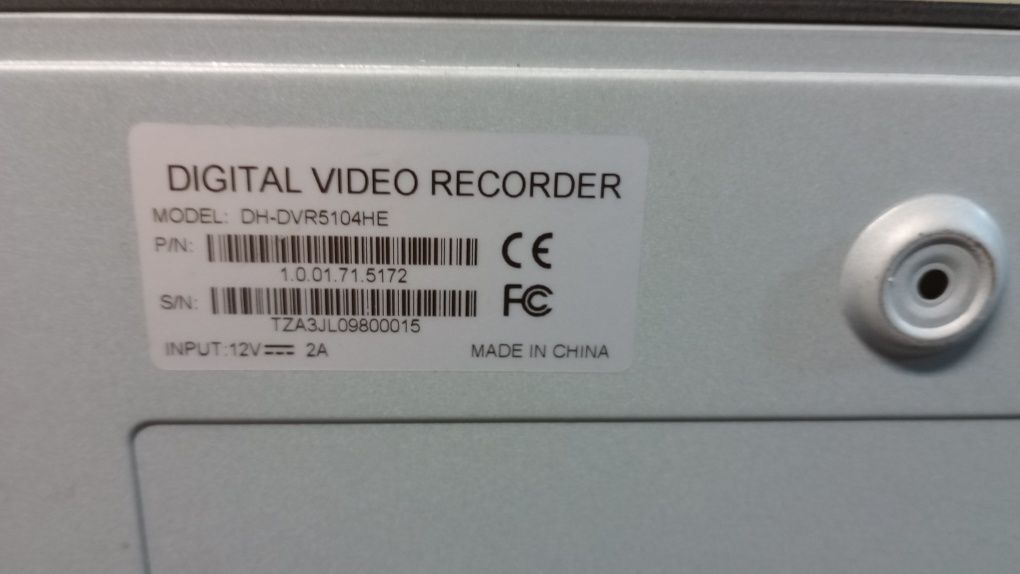 DIGITAL VIDEO RECORDER
MODEL: DH-DVR5104HE
P/N:
1.0.01.71.5172
CE
S/N:
TZA3JL09800015
FC
INPUT:12V⎓ 2A
MADE IN CHINA